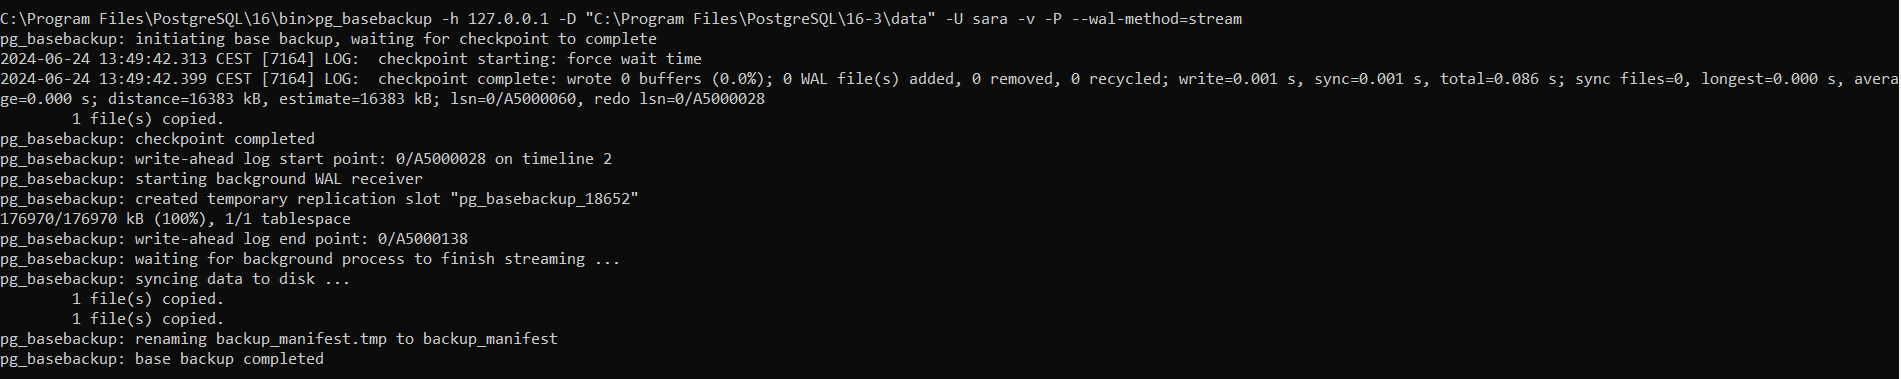 C:\Program Files\PostgreSQL\16\bin>pg_basebackup -h 127.0.0.1 -D "C:\Program Files\PostgreSQL\16-3\data" -U sara -v -P --wal-method=stream
pg_basebackup: initiating base backup, waiting for checkpoint to complete
2024-06-24 13:49:42.313 CEST [7164] LOG:  checkpoint starting: force wait time
2024-06-24 13:49:42.399 CEST [7164] LOG:  checkpoint complete: wrote 0 buffers (0.0%); 0 WAL file(s) added, 0 removed, 0 recycled; write=0.001 s, sync=0.001 s, total=0.086 s; sync files=0, longest=0.000 s, avera
ge=0.000 s; distance=16383 kB, estimate=16383 kB; lsn=0/A5000060, redo lsn=0/A5000028
        1 file(s) copied.
pg_basebackup: checkpoint completed
pg_basebackup: write-ahead log start point: 0/A5000028 on timeline 2
pg_basebackup: starting background WAL receiver
pg_basebackup: created temporary replication slot "pg_basebackup_18652"
176970/176970 kB (100%), 1/1 tablespace
pg_basebackup: write-ahead log end point: 0/A5000138
pg_basebackup: waiting for background process to finish streaming ...
pg_basebackup: syncing data to disk ...
        1 file(s) copied.
        1 file(s) copied.
pg_basebackup: renaming backup_manifest.tmp to backup_manifest
pg_basebackup: base backup completed